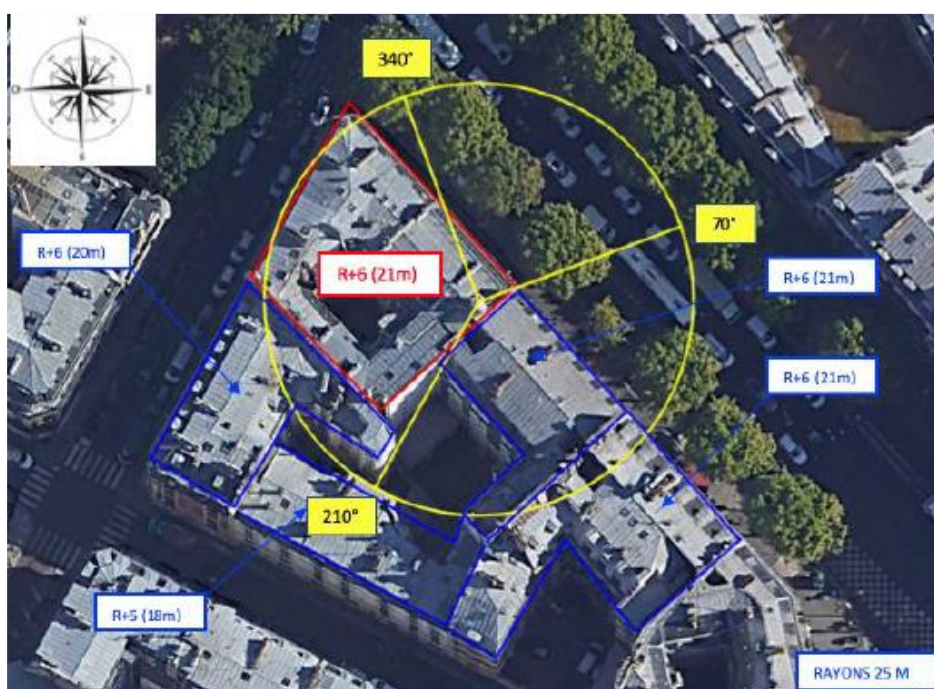 N
O
E
S
340°
70°
R+6 (20m)
R+6 (21m)
R+6 (21m)
R+6 (21m)
210°
R+5 (18m)
RAYONS 25 M